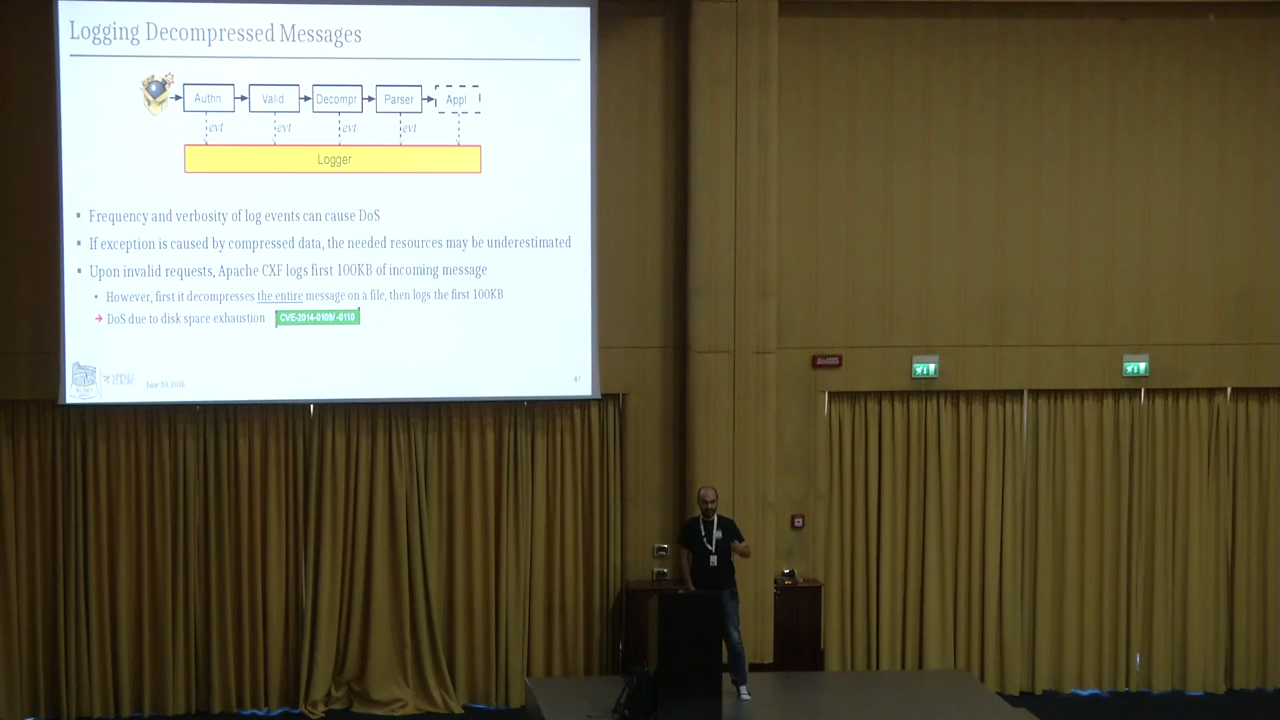 Logging Decompressed Messages
Authn
Valid
Decompr
Parser
Appl
evt
evt
evt
evt
Logger
Frequency and verbosity of log events can cause DoS
If exception is caused by compressed data, the needed resources may be underestimated
Upon invalid requests, Apache CXF logs first 100KB of incoming message
However, first it decompresses the entire message on a file, then logs the first 100KB
DoS due to disk space exhaustion
CVE-2014-0109/-0110
June 30, 2016
47